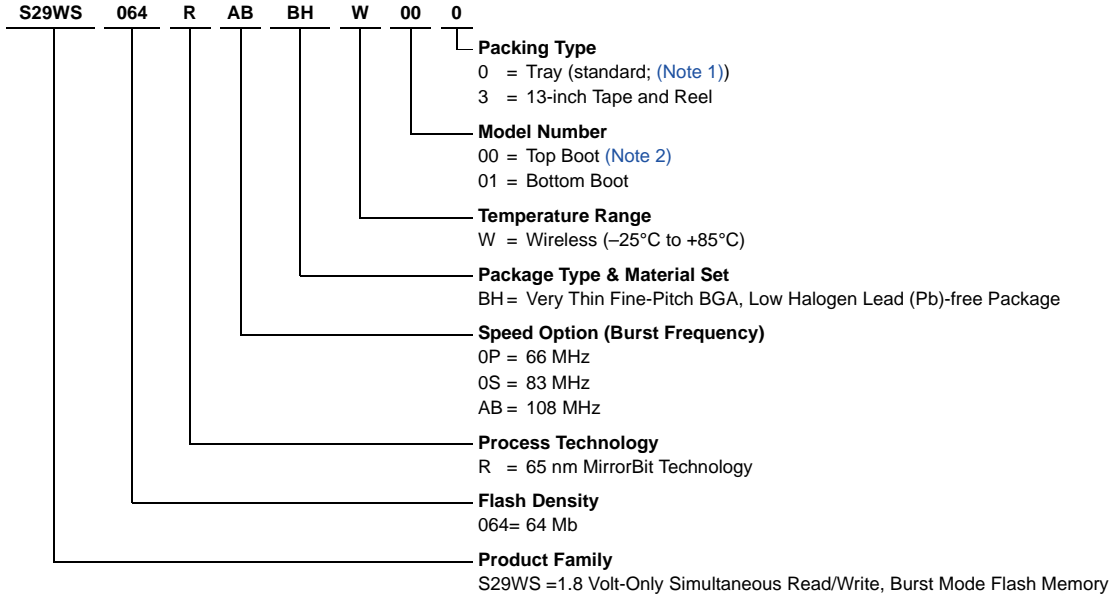 S29WS 064 R AB BH W 00 0
Packing Type
0 = Tray (standard; (Note 1))
3 = 13-inch Tape and Reel
Model Number
00 = Top Boot (Note 2)
01 = Bottom Boot
Temperature Range
W = Wireless (–25°C to +85°C)
Package Type & Material Set
BH = Very Thin Fine-Pitch BGA, Low Halogen Lead (Pb)-free Package
Speed Option (Burst Frequency)
0P = 66 MHz
0S = 83 MHz
AB = 108 MHz
Process Technology
R = 65 nm MirrorBit Technology
Flash Density
064= 64 Mb
Product Family
S29WS =1.8 Volt-Only Simultaneous Read/Write, Burst Mode Flash Memory